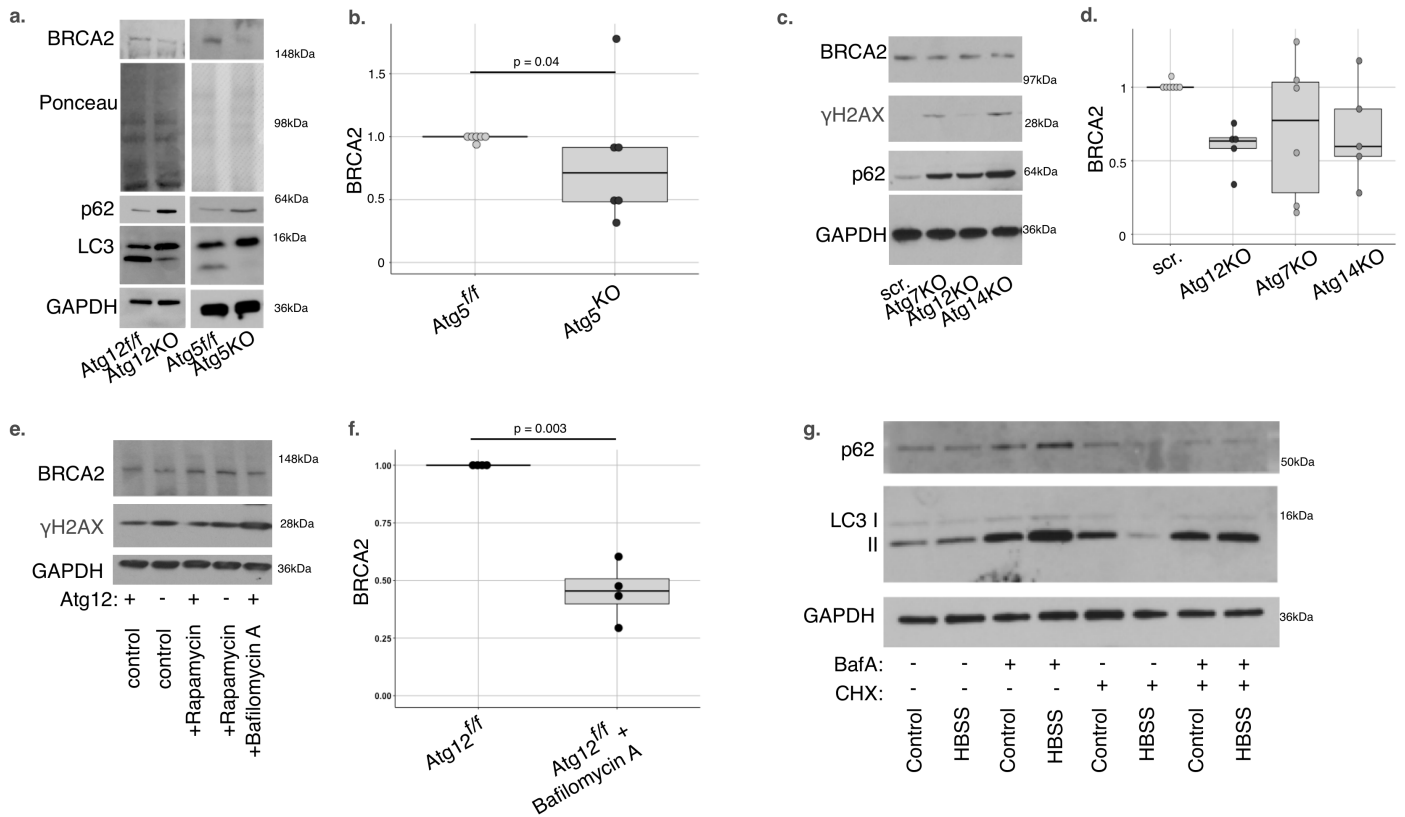 a.
BRCA2
148kDa
Ponceau
98kDa
p62
64kDa
LC3
16kDa
GAPDH
36kDa
Atg12f/f
Atg12KO
Atg5f/f
Atg5KO
b.
p = 0.04
BRCA2
1.5
1.0
0.5
0
Atg5f/f
Atg5KO
c.
BRCA2
97kDa
γH2AX
28kDa
p62
64kDa
GAPDH
36kDa
scr.
Atg7KO
Atg12KO
Atg14KO
d.
BRCA2
1
0.5
0
scr.
Atg12KO
Atg7KO
Atg14KO
e.
BRCA2
148kDa
γH2AX
28kDa
GAPDH
36kDa
Atg12: + - + - +
control
control
+Rapamycin
+Rapamycin
+Bafilomycin A
f.
p = 0.003
BRCA2
1.00
0.75
0.50
0.25
0.00
Atg12f/f
Atg12f/f +
Bafilomycin A
g.
p62
50kDa
LC3 I
16kDa
II
GAPDH
36kDa
BafA: - - + + - - + +
CHX: - - - - + + + +
Control
HBSS
Control
HBSS
Control
HBSS
Control
HBSS